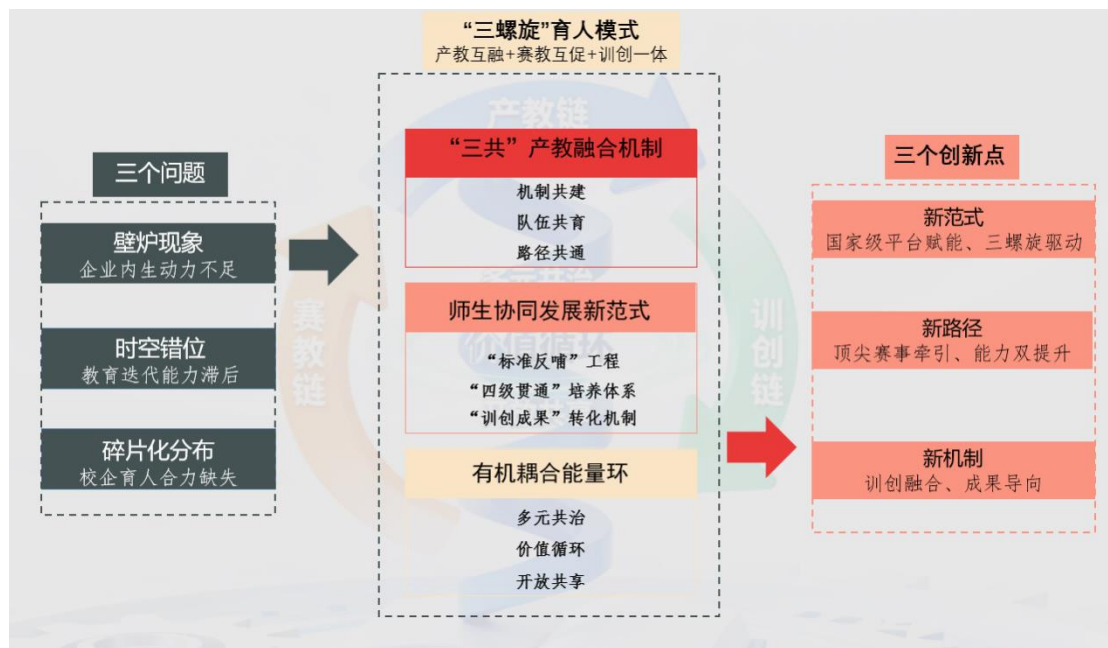 “三螺旋”育人模式
产教互融+赛教互促+训创一体
三个问题
壁炉现象
企业内生动力不足
时空错位
教育迭代能力滞后
碎片化分布
校企育人合力缺失
产教链
赛教链
训创链
“三共”产教融合机制
机制共建
队伍共育
路径共通
多元共治
师生协同发展新范式
价值循环
“标准反哺”工程
“四级贯通”培养体系
“训创成果”转化机制
有机耦合能量环
多元共治
价值循环
开放共享
三个创新点
新范式
国家级平台赋能、三螺旋驱动
新路径
顶尖赛事牵引、能力双提升
新机制
训创融合、成果导向